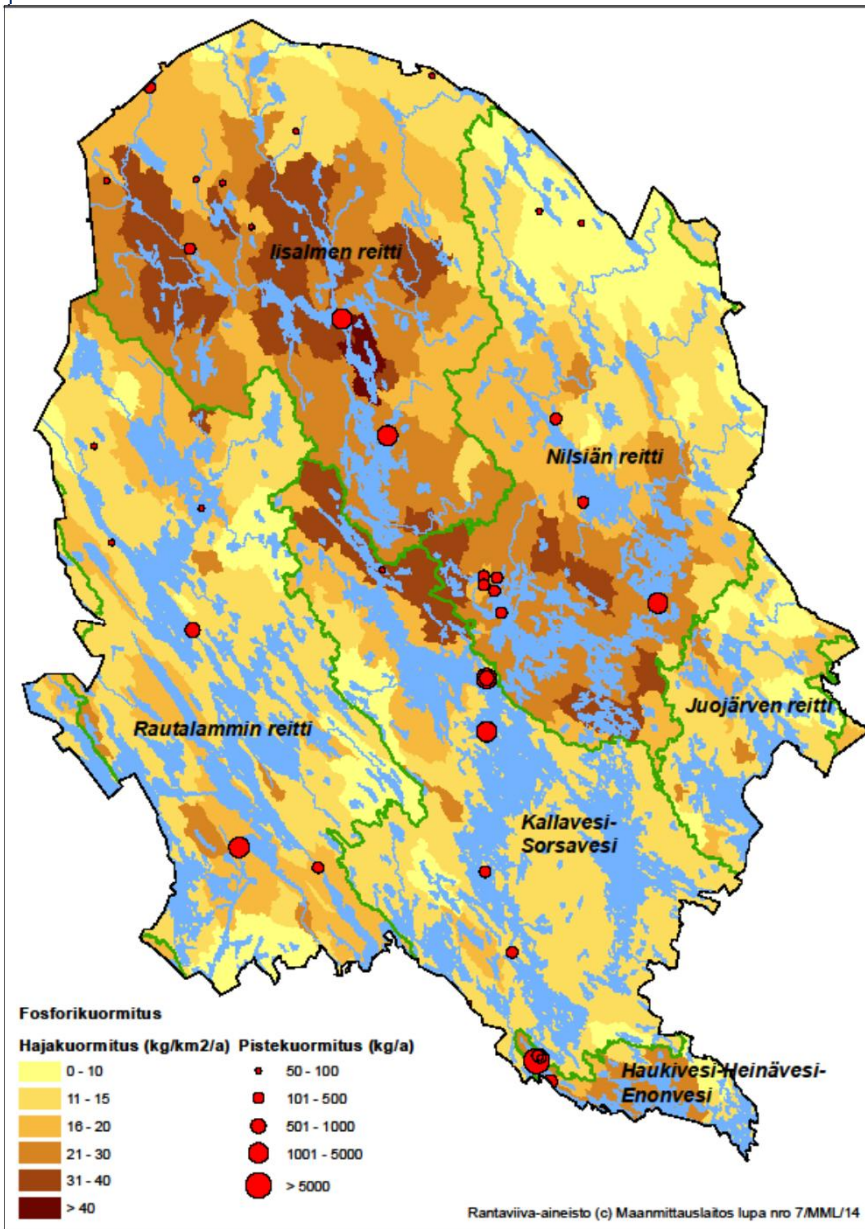 Iisalmen reitti
Nilsiän reitti
Juojärven reitti
Rautalammin reitti
Kallavesi-
Sorsavesi
Haukivesi-Heinävesi-
Enonvesi
Fosforikuormitus
Hajakuormitus (kg/km2/a)
0 - 10
11 - 15
16 - 20
21 - 30
31 - 40
> 40
Pistekuormitus (kg/a)
50 - 100
101 - 500
501 - 1000
1001 - 5000
> 5000
Rantaviiva-aineisto (c) Maanmittauslaitos lupa nro 7/MML/14